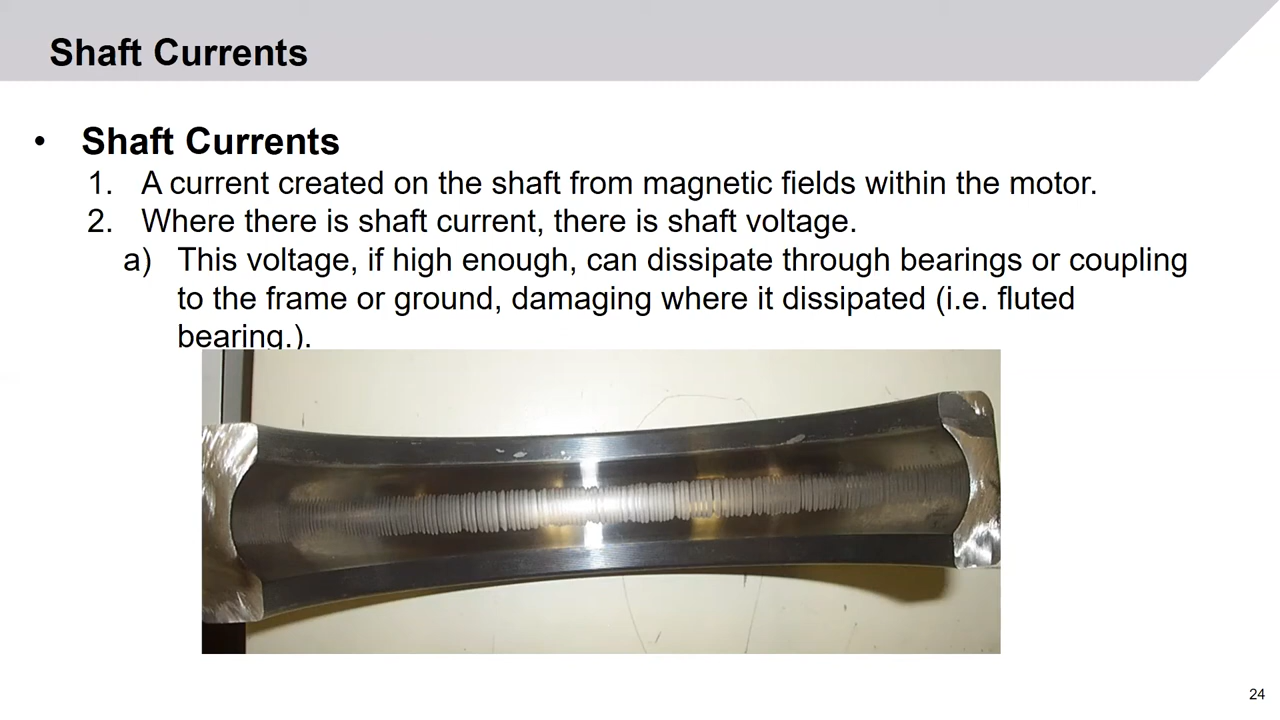 Shaft Currents
• Shaft Currents
1. A current created on the shaft from magnetic fields within the motor.
2. Where there is shaft current, there is shaft voltage.
a) This voltage, if high enough, can dissipate through bearings or coupling
to the frame or ground, damaging where it dissipated (i.e. fluted
bearing.).
24